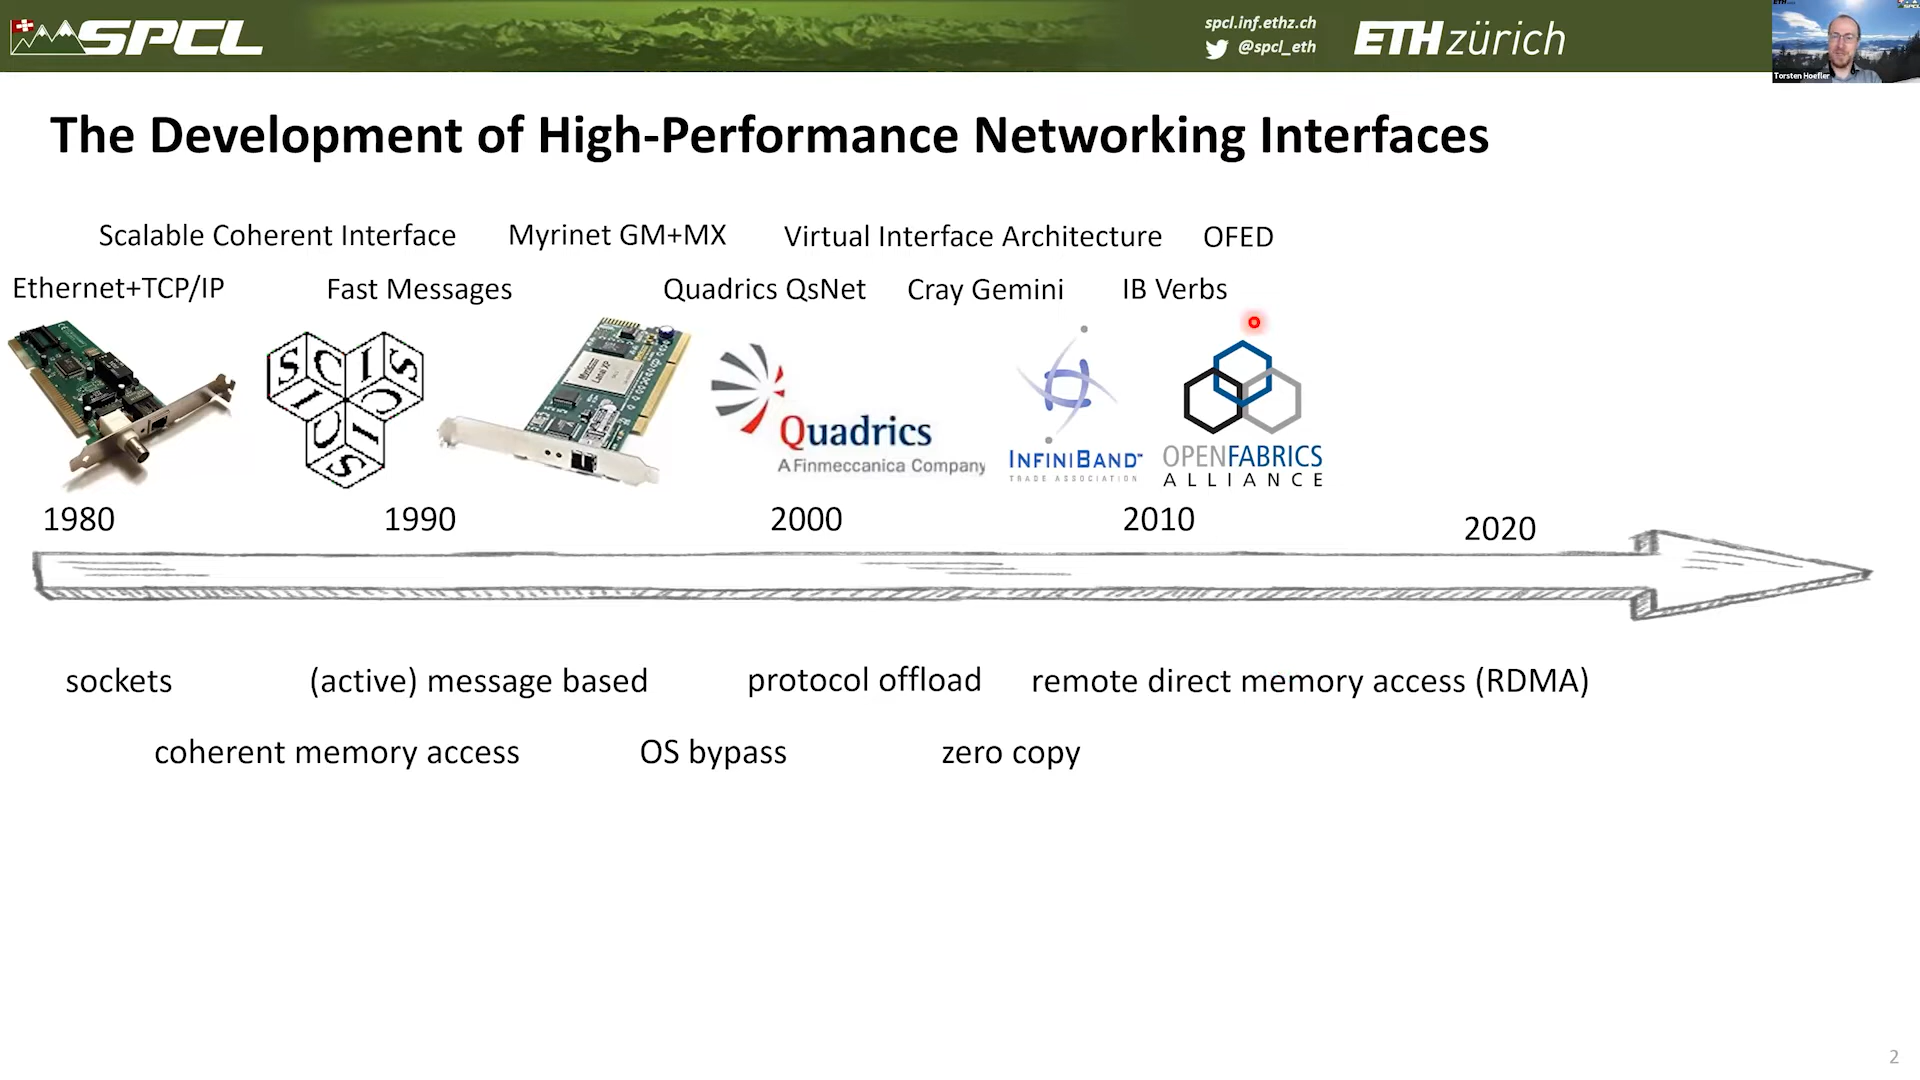 SPCL
spcl.inf.ethz.ch
@spcl_eth
ETH zürich
Torsten Hoefler
The Development of High-Performance Networking Interfaces
Scalable Coherent Interface Myrinet GM+MX Virtual Interface Architecture OFED
Ethernet+TCP/IP Fast Messages Quadrics QsNet Cray Gemini IB Verbs
SCI SCI SCI
Quadrics
A Finmeccanica Company
INFINIBAND™
TRADE ASSOCIATION
OPENFABRICS
ALLIANCE
1980 1990 2000 2010 2020
sockets (active) message based protocol offload remote direct memory access (RDMA)
coherent memory access OS bypass zero copy
2